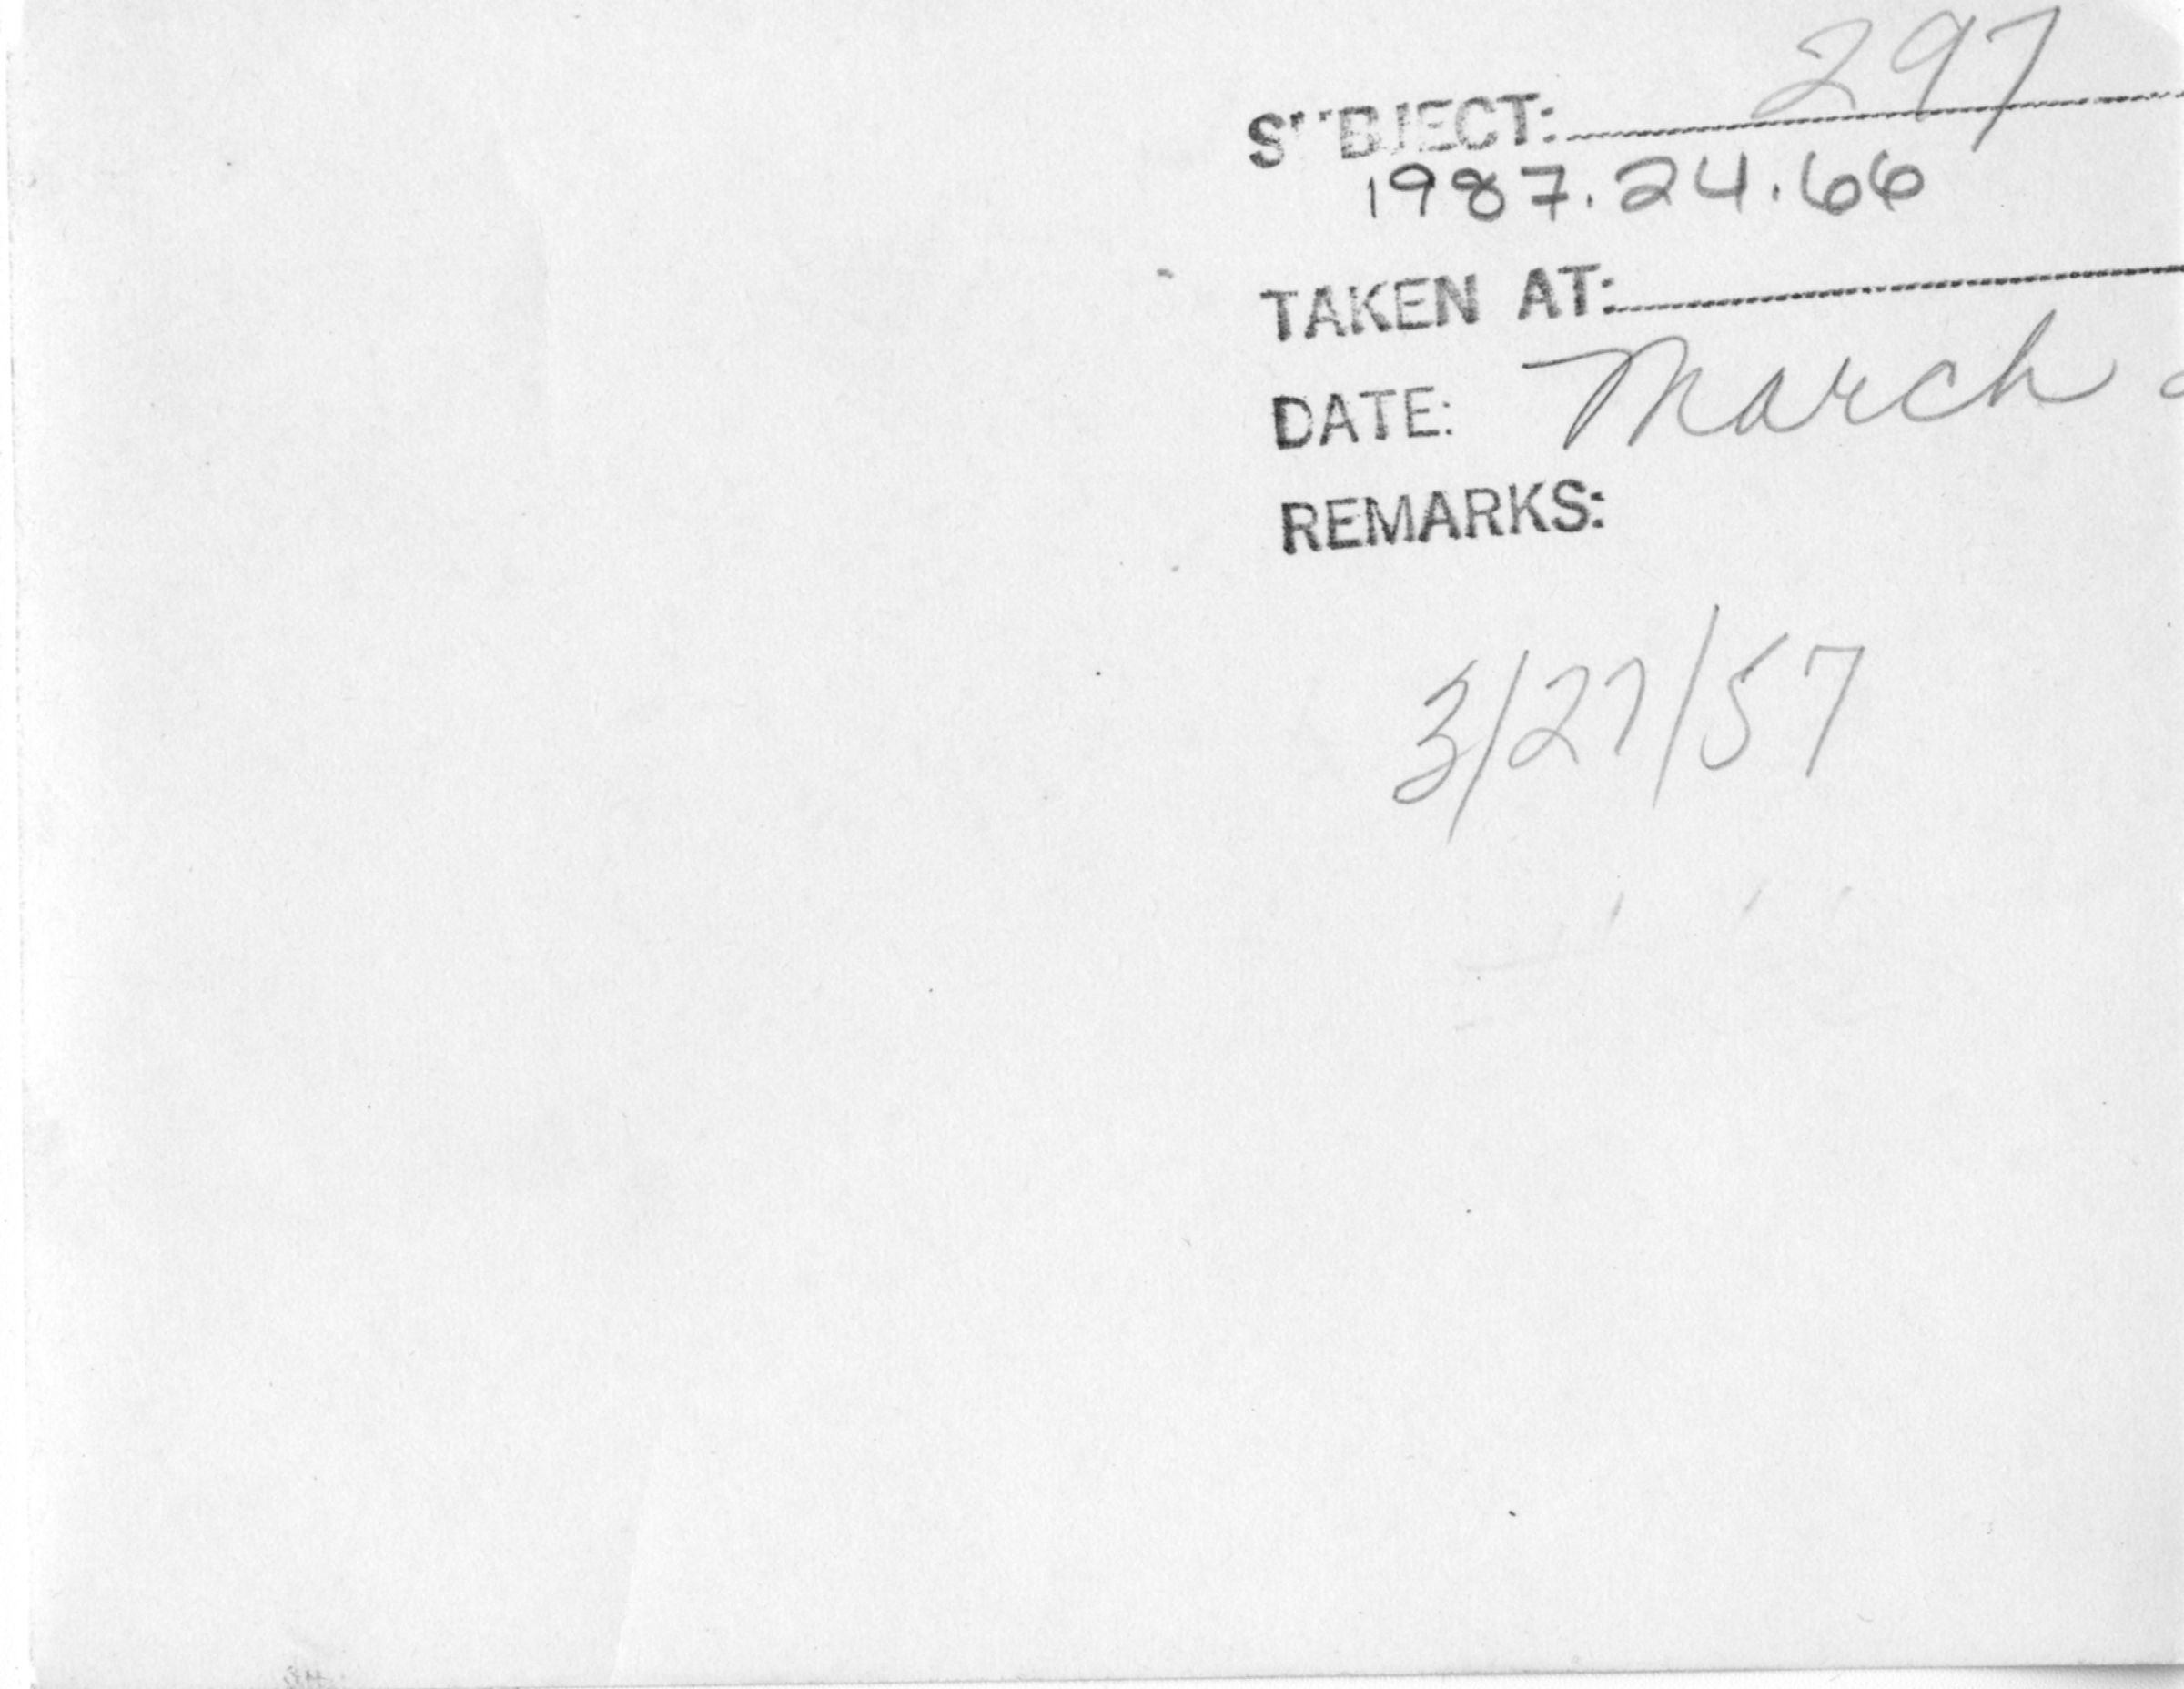 SUBJECT: 297
1987.24.66
TAKEN AT:
DATE: March
REMARKS:
3/27/57